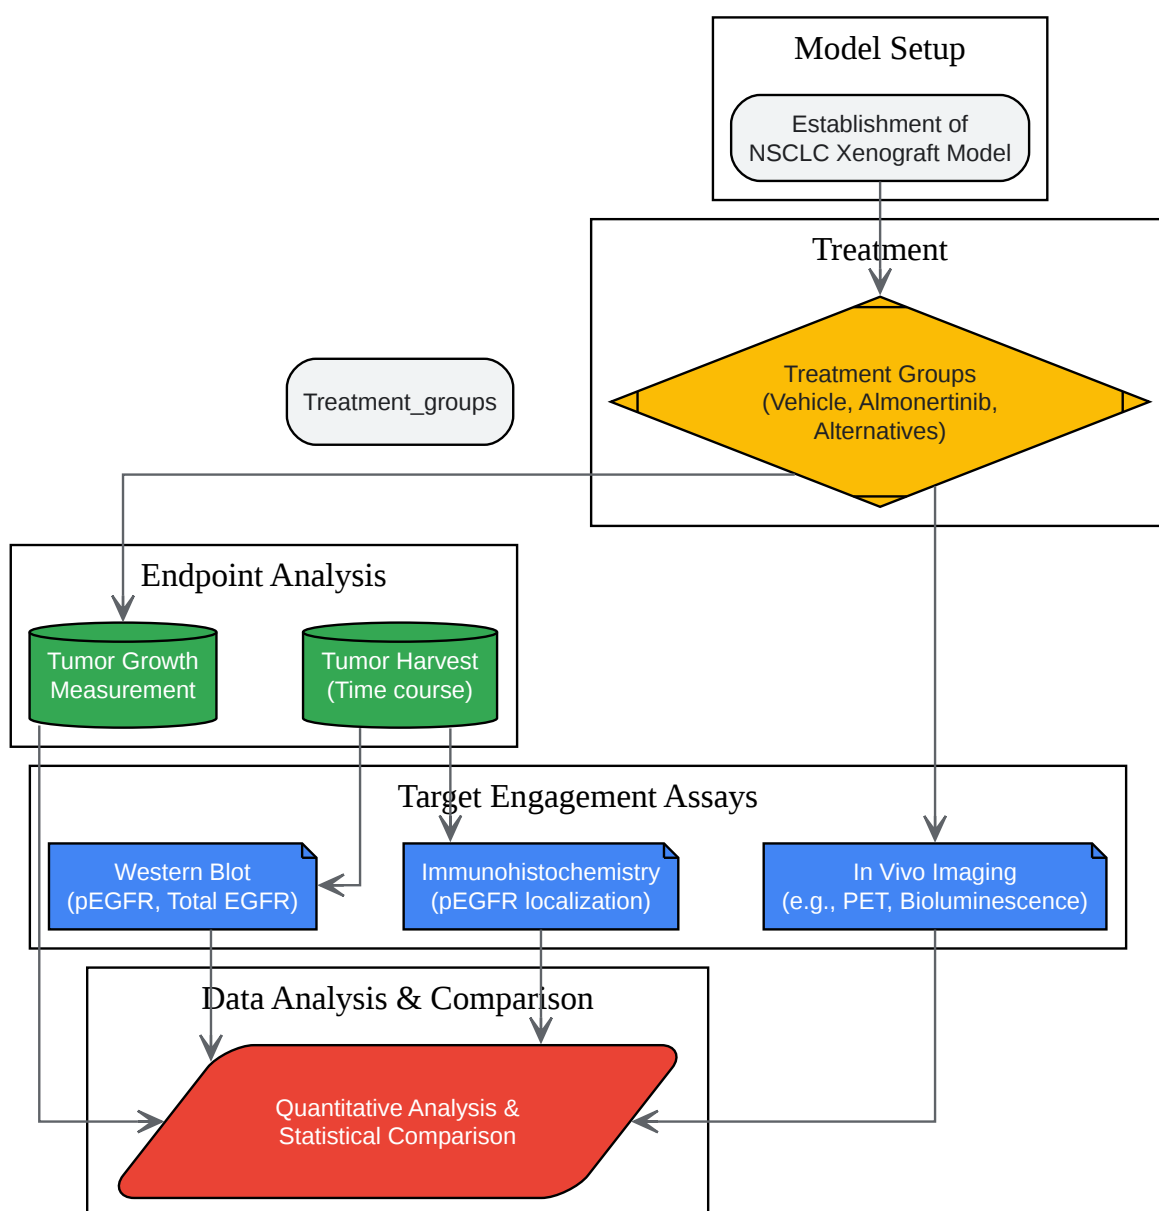 Model Setup
Establishment of
NSCLC Xenograft Model
Treatment
Treatment Groups
(Vehicle, Almonertinib,
Alternatives)
Treatment_groups
Endpoint Analysis
Tumor Growth
Measurement
Tumor Harvest
(Time course)
Target Engagement Assays
Western Blot
(pEGFR, Total EGFR)
Immunohistochemistry
(pEGFR localization)
In Vivo Imaging
(e.g., PET, Bioluminescence)
Data Analysis & Comparison
Quantitative Analysis &
Statistical Comparison